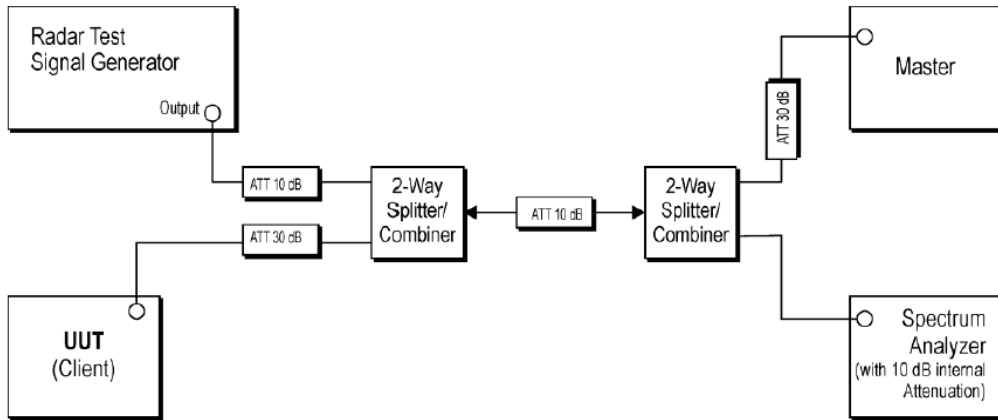 Radar Test
Signal Generator
Output
ATT 10 dB
ATT 30 dB
2-Way
Splitter/
Combiner
ATT 10 dB
2-Way
Splitter/
Combiner
ATT 30 dB
Master
UUT
(Client)
Spectrum
Analyzer
(with 10 dB internal
Attenuation)